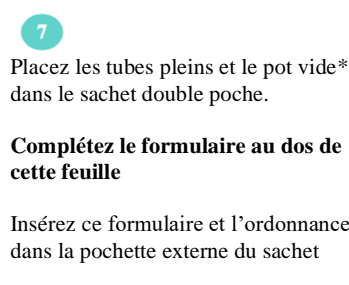 7
Placez les tubes pleins et le pot vide*
dans le sachet double poche.
Complétez le formulaire au dos de
cette feuille
Insérez ce formulaire et l’ordonnance
dans la pochette externe du sachet